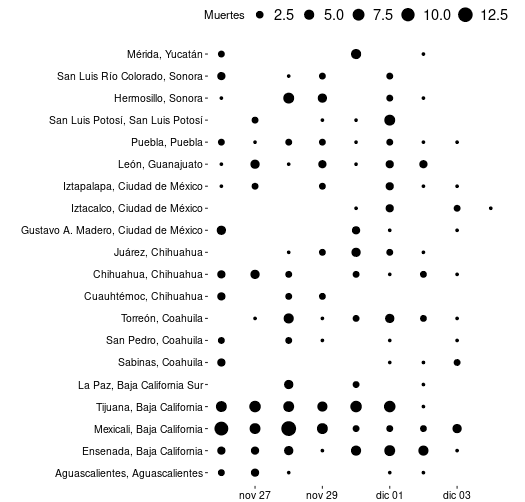 Muertes 2.5 5.0 7.5 10.0 12.5
Mérida, Yucatán
San Luis Río Colorado, Sonora
Hermosillo, Sonora
San Luis Potosí, San Luis Potosí
Puebla, Puebla
León, Guanajuato
Iztapalapa, Ciudad de México
Iztacalco, Ciudad de México
Gustavo A. Madero, Ciudad de México
Juárez, Chihuahua
Chihuahua, Chihuahua
Cuauhtémoc, Chihuahua
Torreón, Coahuila
San Pedro, Coahuila
Sabinas, Coahuila
La Paz, Baja California Sur
Tijuana, Baja California
Mexicali, Baja California
Ensenada, Baja California
Aguascalientes, Aguascalientes
nov 27 nov 29 dic 01 dic 03